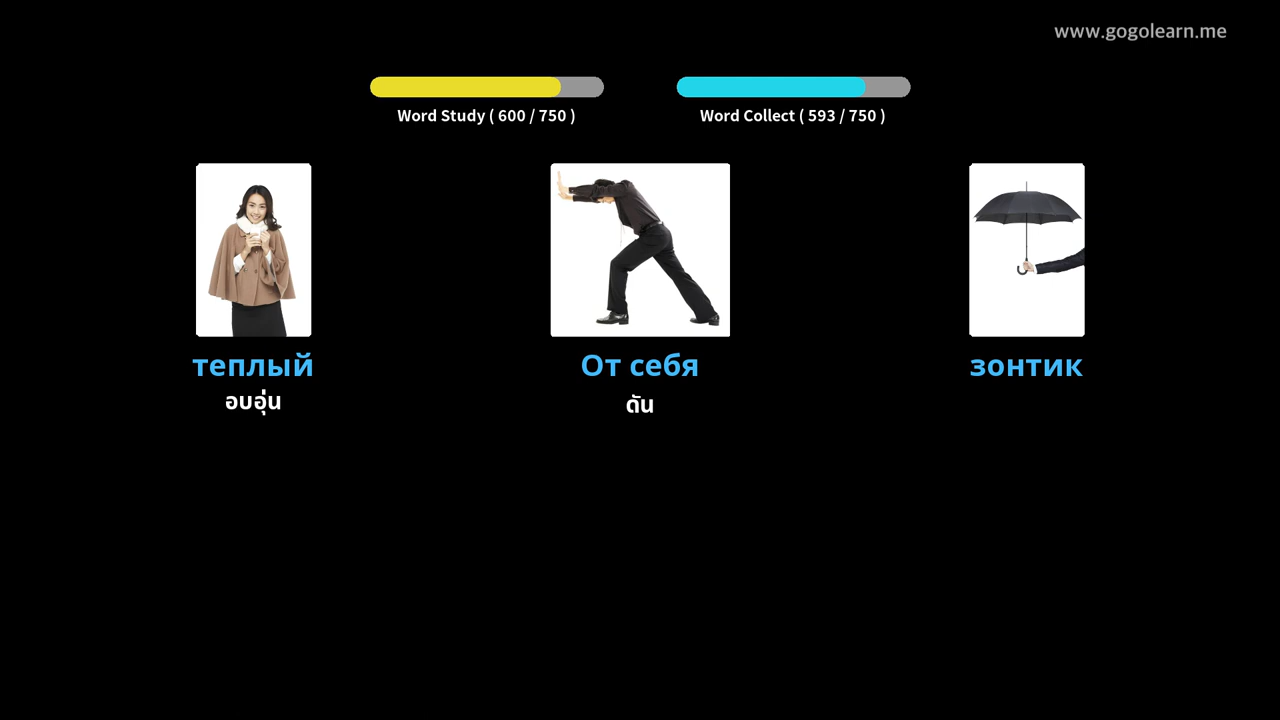 www.gogolearn.me
Word Study ( 600 / 750 )
Word Collect ( 593 / 750 )
теплый
От себя
зонтик
อบอุ่น
ดัน